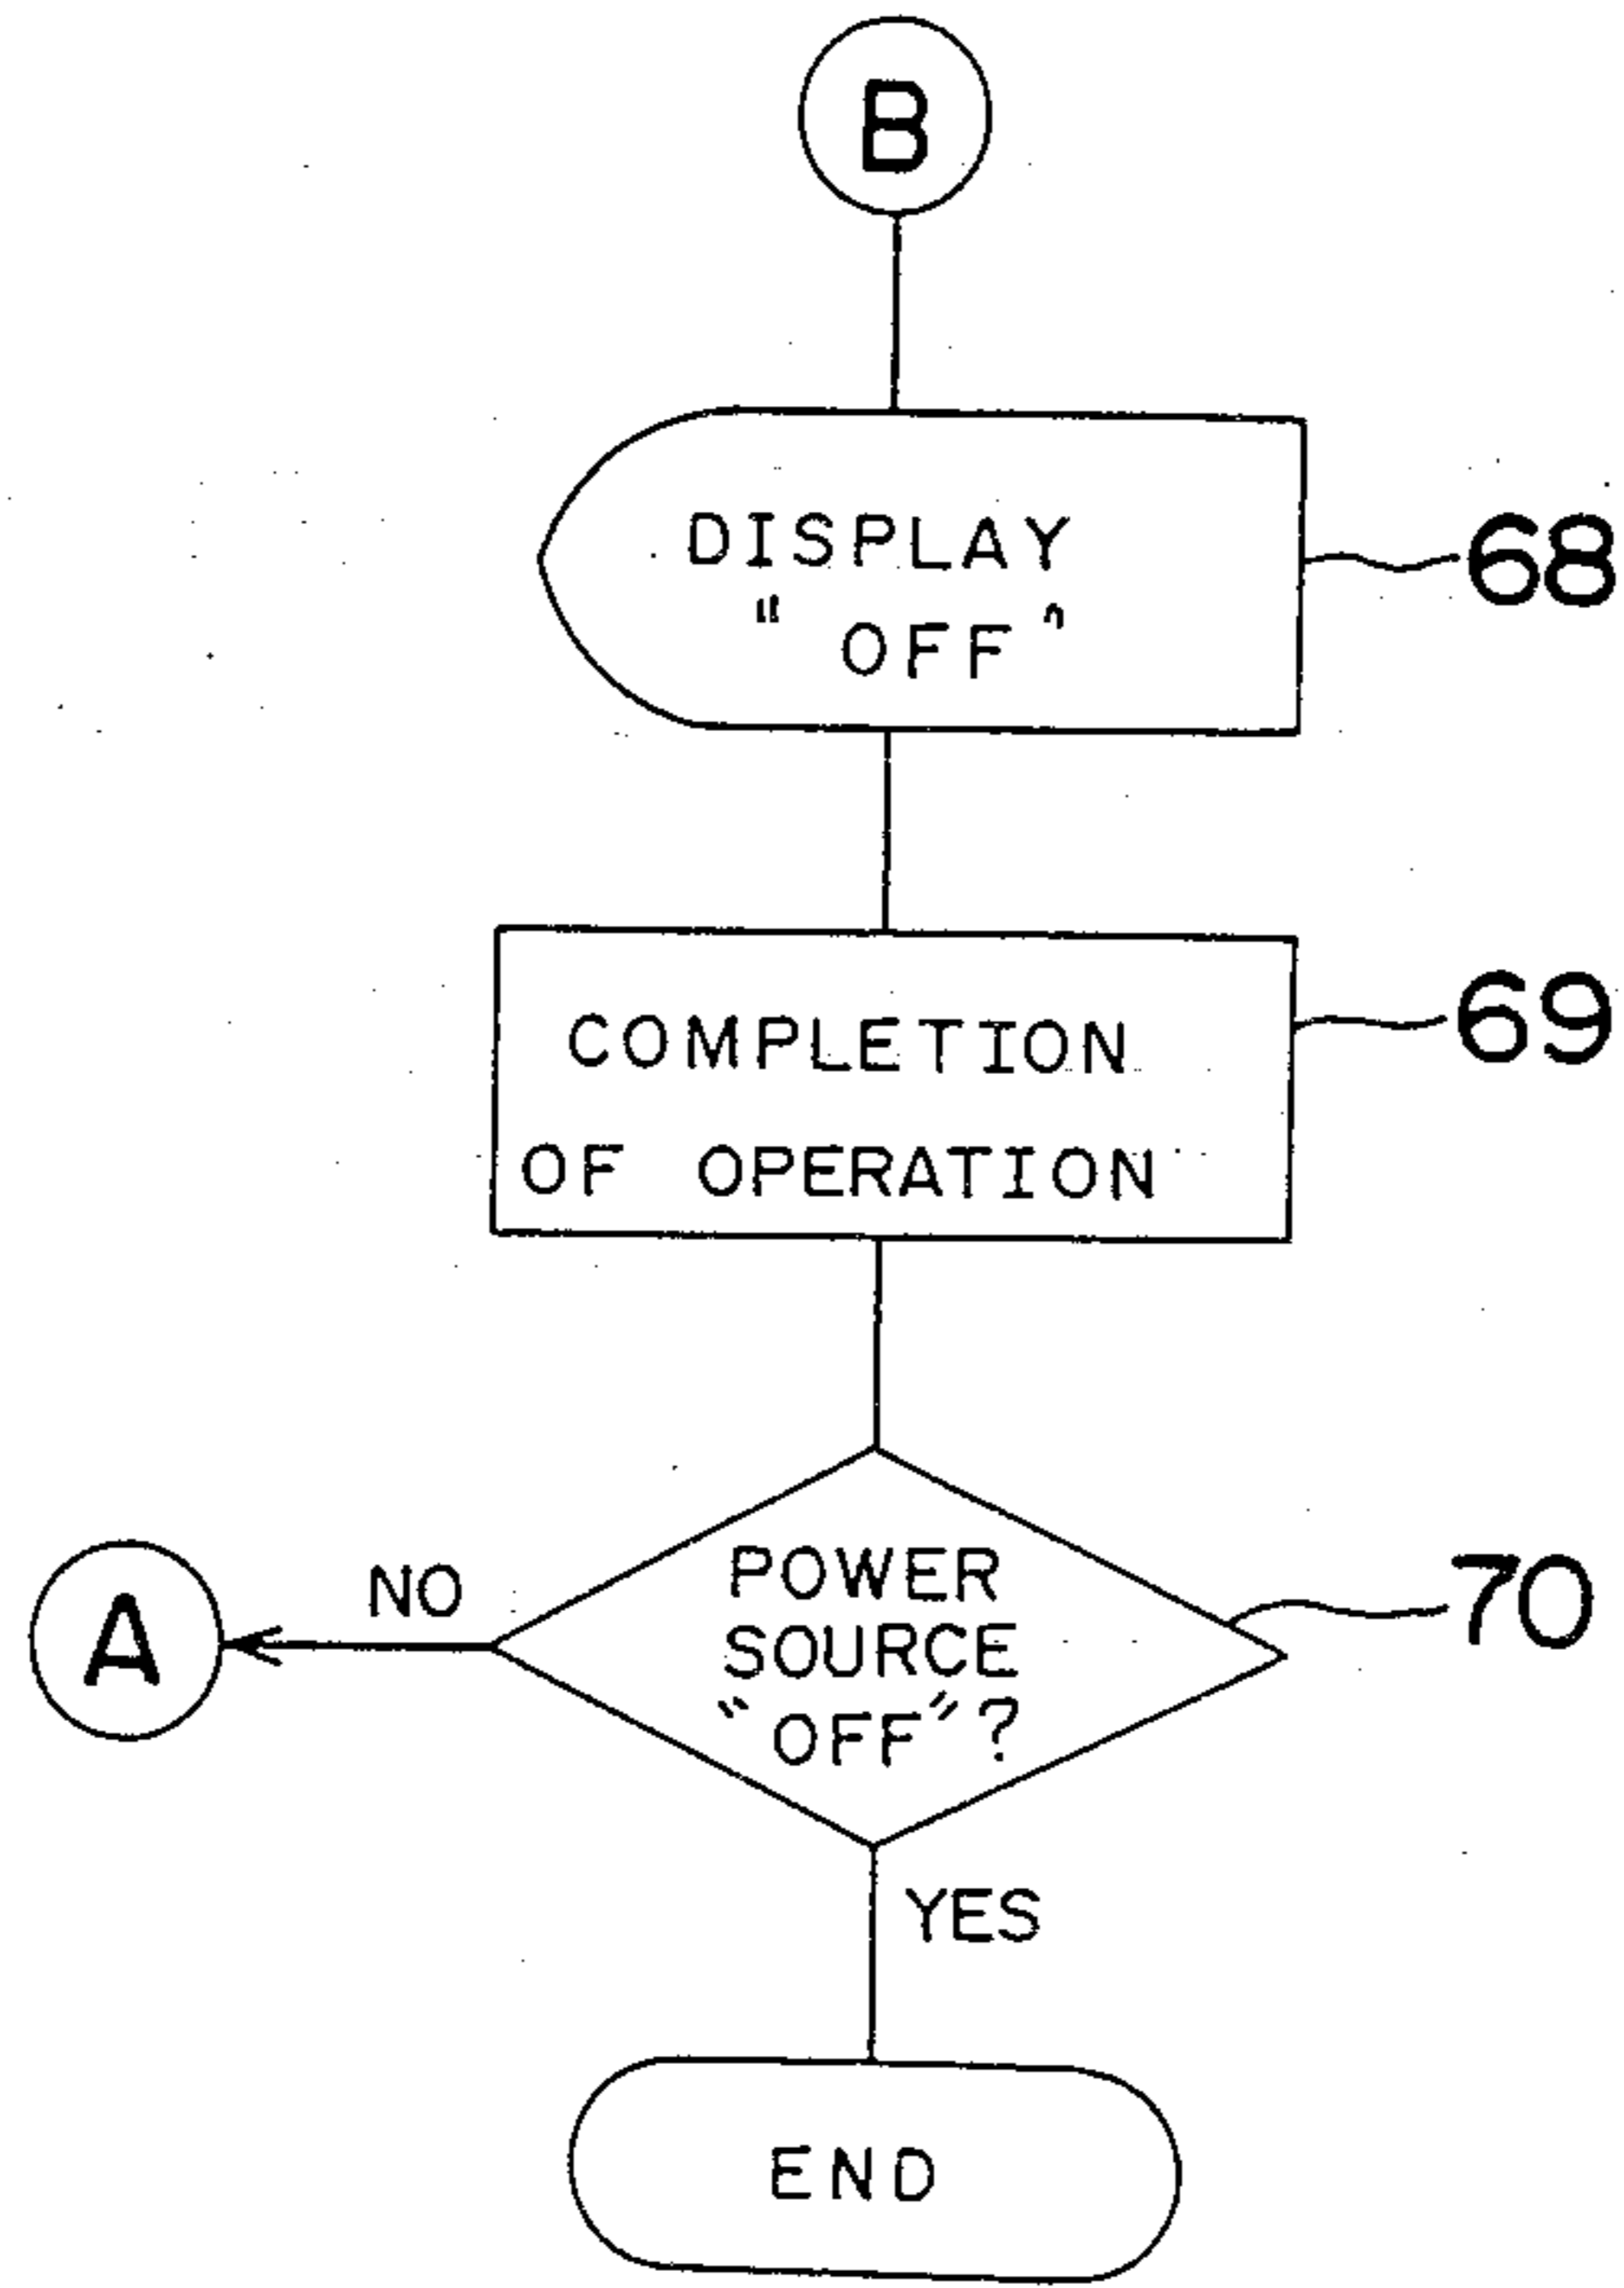 B
DISPLAY
"OFF"
68
COMPLETION
OF OPERATION
69
POWER
SOURCE
"OFF"?
70
NO
A
YES
END